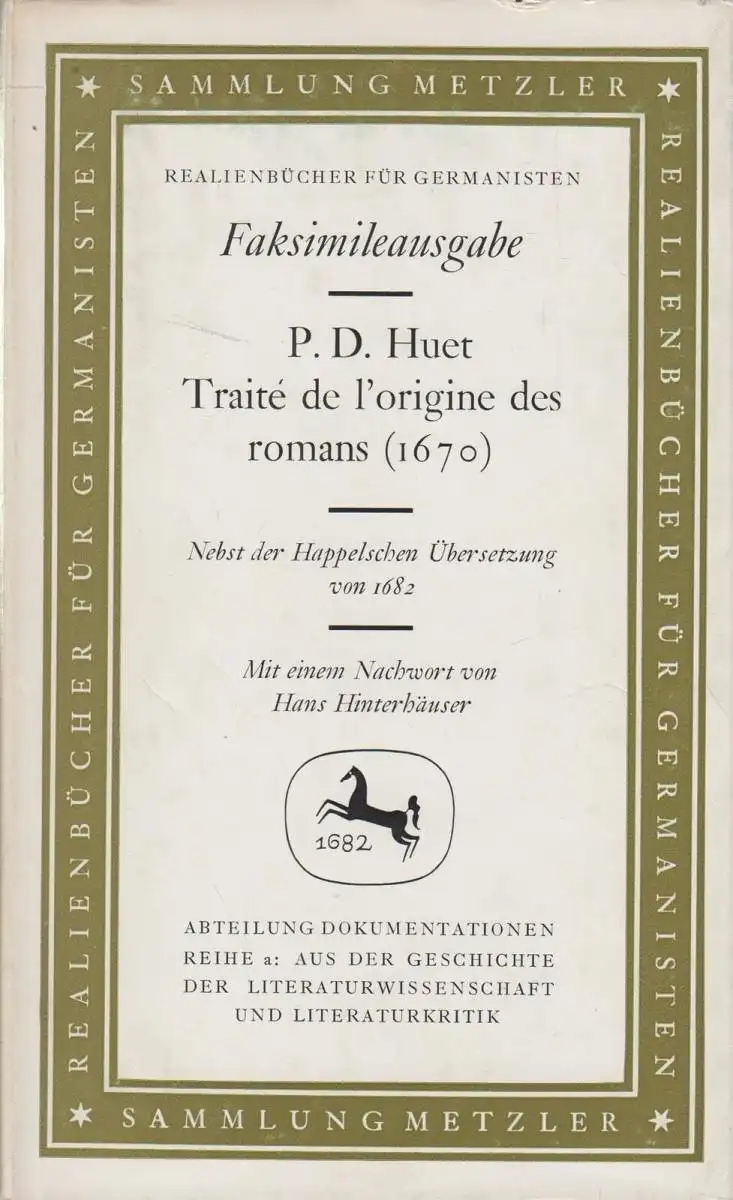 ★ SAMMLUNG METZLER ★
REALIENBÜCHER FÜR GERMANISTEN
REALIENBÜCHER FÜR GERMANISTEN
REALIENBÜCHER FÜR GERMANISTEN
Faksimileausgabe
P. D. Huet
Traité de l'origine des
romans (1670)
Nebst der Happelschen Übersetzung
von 1682
Mit einem Nachwort von
Hans Hinterhäuser
1682
ABTEILUNG DOKUMENTATIONEN
REIHE a: AUS DER GESCHICHTE
DER LITERATURWISSENSCHAFT
UND LITERATURKRITIK
★ SAMMLUNG METZLER ★